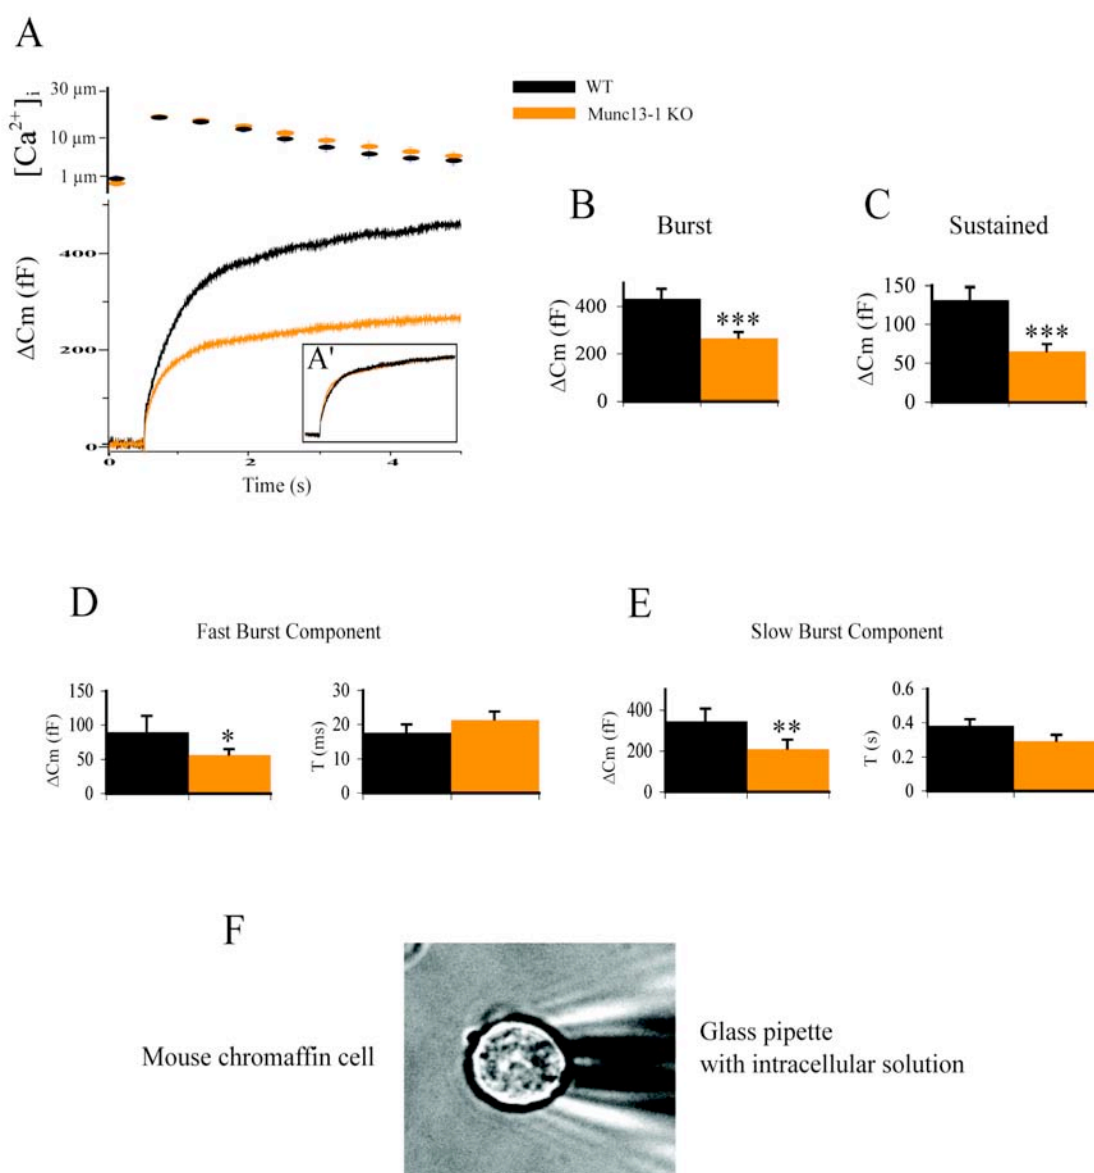 A
30 µm
10 µm
1 µm
[Ca²⁺]i
WT
Munc13-1 KO
400
200
0
ΔCm (fF)
A'
0
2
4
Time (s)
B
Burst
400
200
0
ΔCm (fF)
***
C
Sustained
150
100
50
0
ΔCm (fF)
***
D
Fast Burst Component
150
100
50
0
ΔCm (fF)
*
30
20
10
0
T (ms)
E
Slow Burst Component
400
200
0
ΔCm (fF)
**
0.6
0.4
0.2
0
T (s)
F
Mouse chromaffin cell
Glass pipette
with intracellular solution